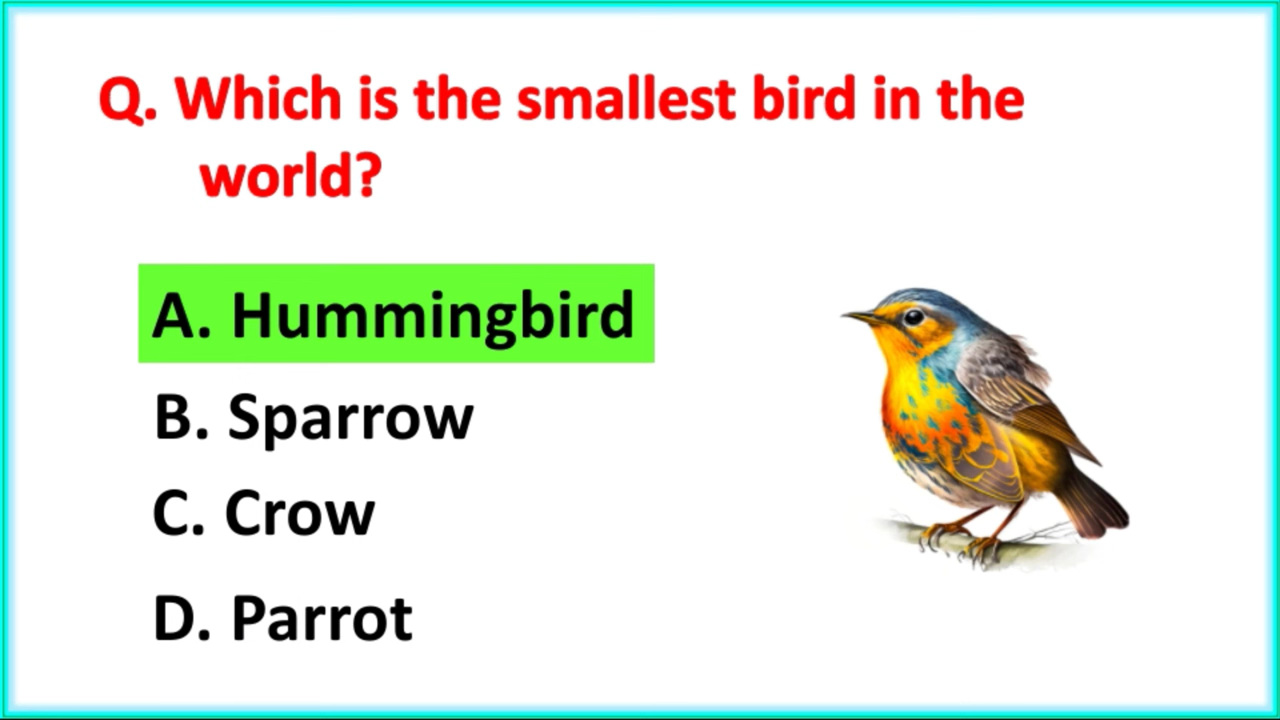 Q. Which is the smallest bird in the
world?
A. Hummingbird
B. Sparrow
C. Crow
D. Parrot